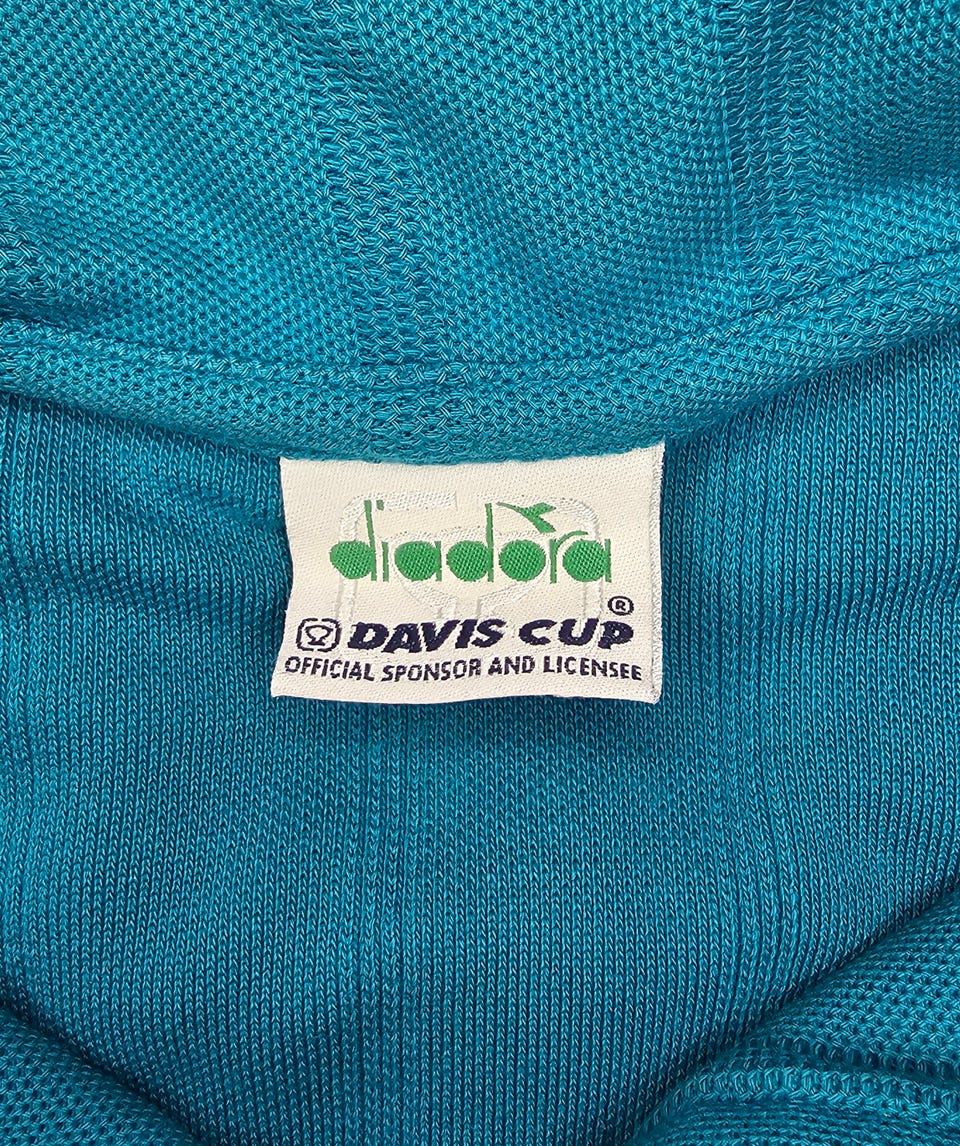 diadora
®
DAVIS CUP
OFFICIAL SPONSOR AND LICENSEE